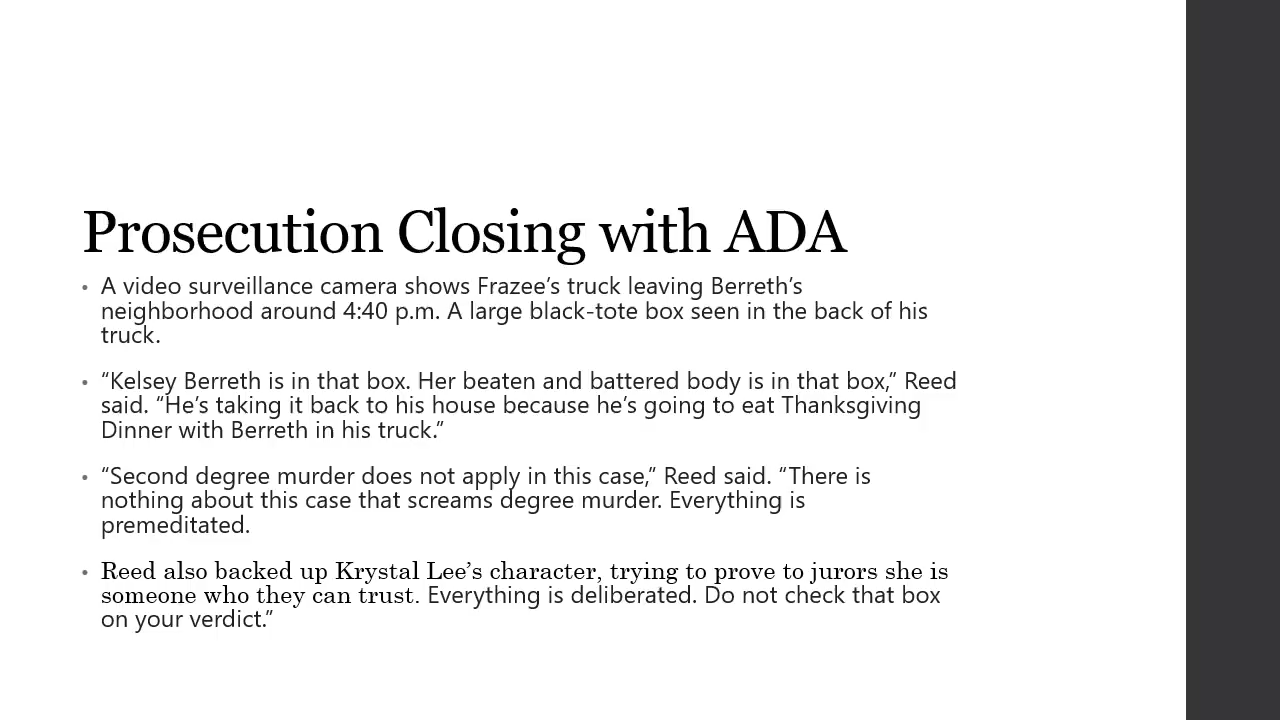 Prosecution Closing with ADA
• A video surveillance camera shows Frazee’s truck leaving Berreth’s
neighborhood around 4:40 p.m. A large black-tote box seen in the back of his
truck.
• “Kelsey Berreth is in that box. Her beaten and battered body is in that box,” Reed
said. “He’s taking it back to his house because he’s going to eat Thanksgiving
Dinner with Berreth in his truck.”
• “Second degree murder does not apply in this case,” Reed said. “There is
nothing about this case that screams degree murder. Everything is
premeditated.
• Reed also backed up Krystal Lee’s character, trying to prove to jurors she is
someone who they can trust. Everything is deliberated. Do not check that box
on your verdict.”